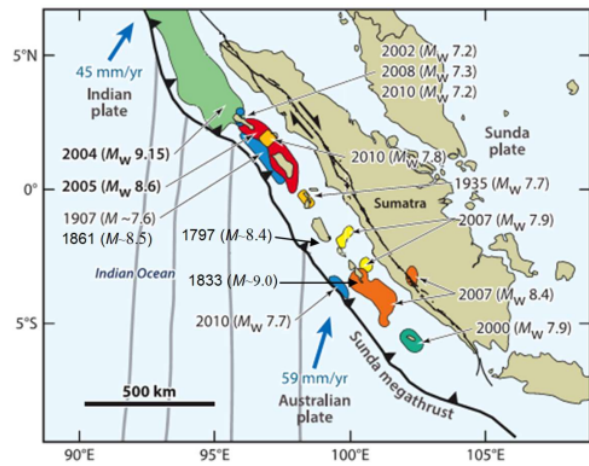 5°N
0°
5°S
90°E
95°E
100°E
105°E
45 mm/yr
Indian
plate
2002 (MW 7.2)
2008 (MW 7.3)
2010 (MW 7.2)
Sunda
plate
2004 (MW 9.15)
2005 (MW 8.6)
1907 (M ~7.6)
1861 (M~8.5)
2010 (MW 7.8)
1935 (MW 7.7)
Sumatra
2007 (MW 7.9)
1797 (M~8.4)
Indian Ocean
1833 (M~9.0)
2010 (MW 7.7)
2007 (MW 8.4)
2000 (MW 7.9)
Sunda megathrust
59 mm/yr
Australian
plate
500 km